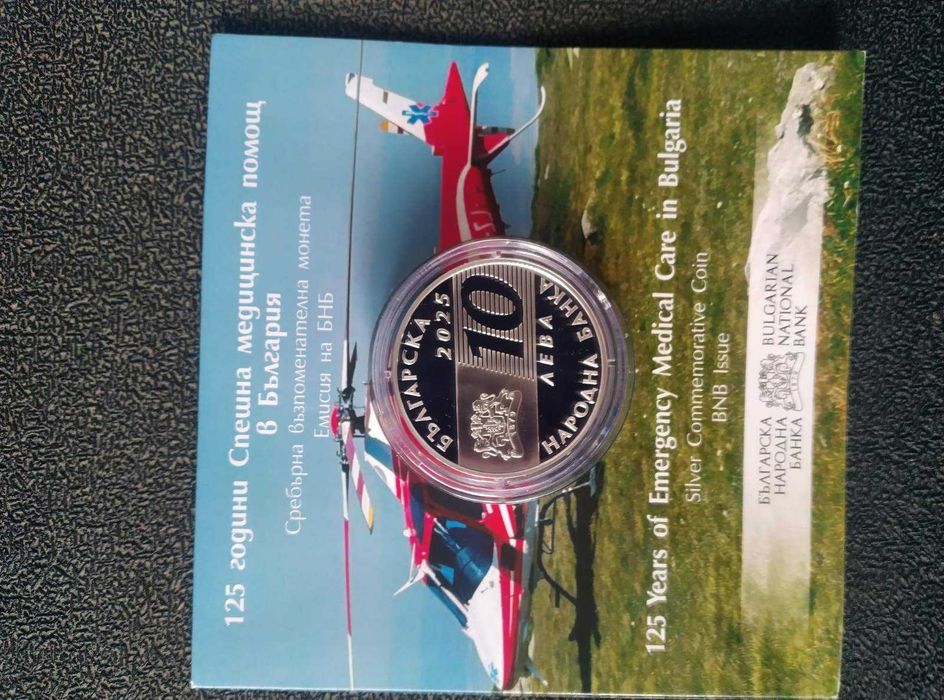 125 години Спешна медицинска помощ
в България
Сребърна възпоменателна монета
Емисия на БНБ
БЪЛГАРСКА
2025
10
ЛЕВА
НАРОДНА БАНКА
125 Years of Emergency Medical Care in Bulgaria
Silver Commemorative Coin
BNB Issue
БЪЛГАРСКА
НАРОДНА
БАНКА
BULGARIAN
NATIONAL
BANK